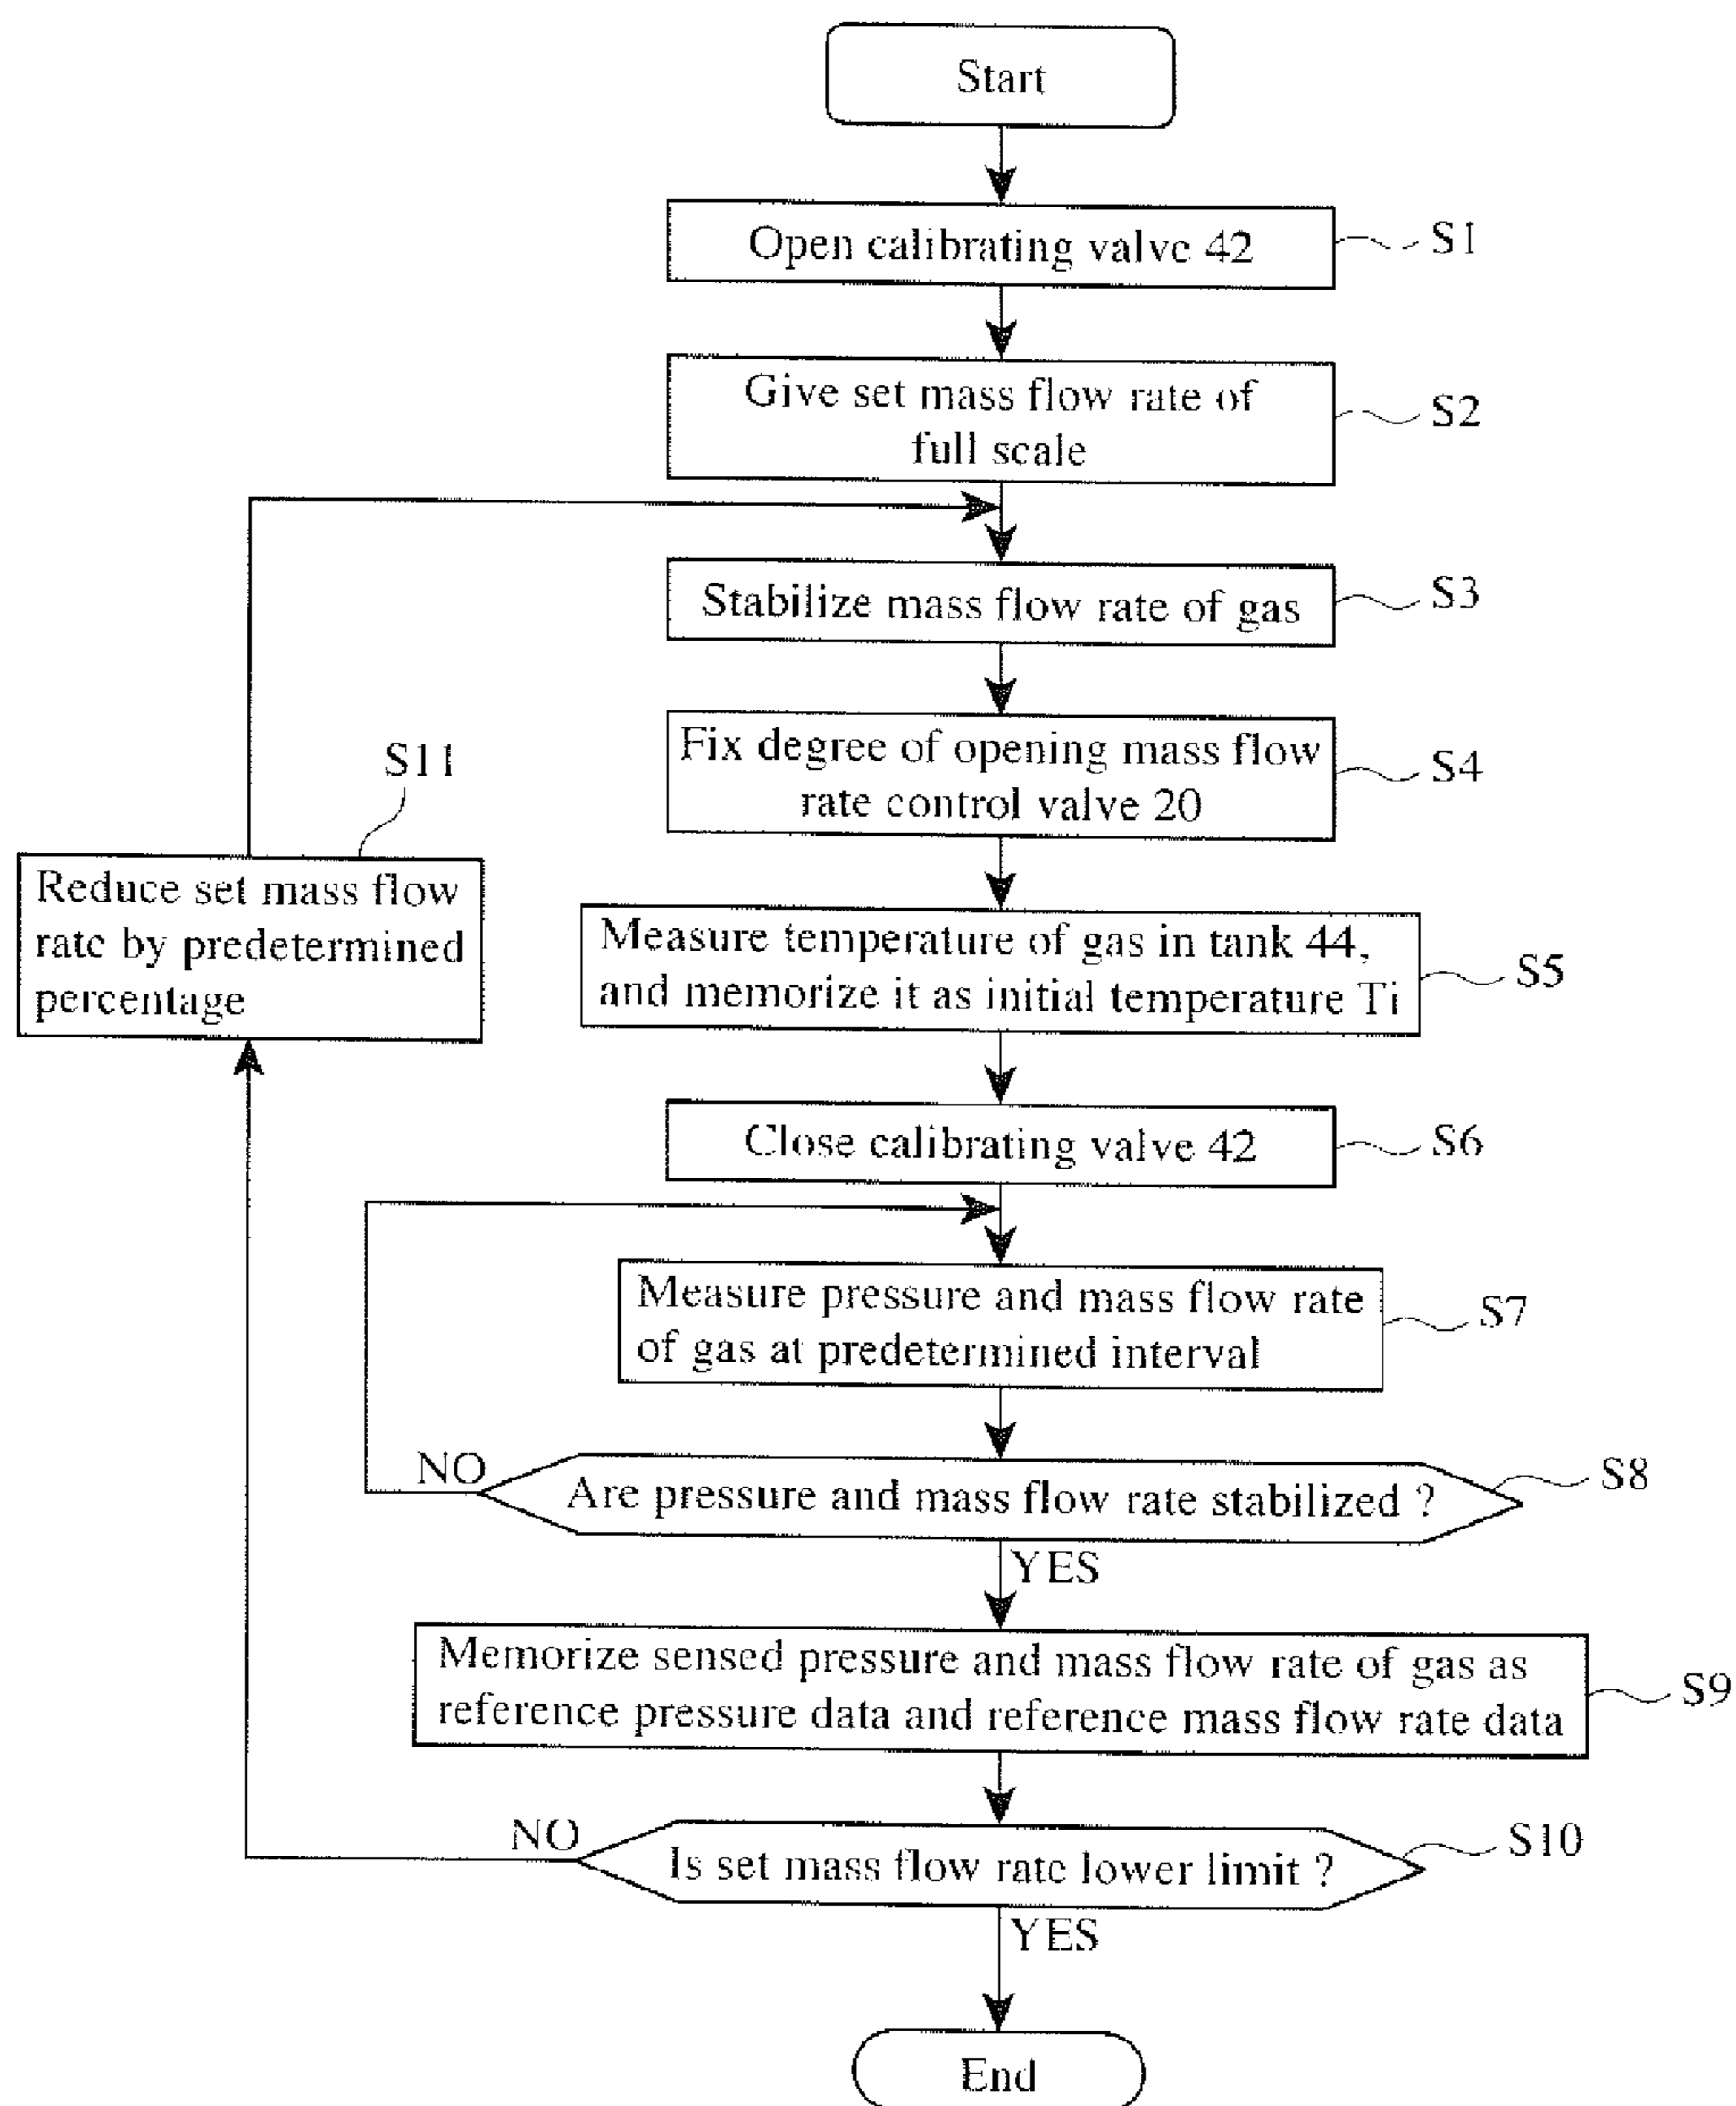 Start
Open calibrating valve 42
S1
Give set mass flow rate of
full scale
S2
Stabilize mass flow rate of gas
S3
Fix degree of opening mass flow
rate control valve 20
S4
S11
Reduce set mass flow
rate by predetermined
percentage
Measure temperature of gas in tank 44,
and memorize it as initial temperature Ti
S5
Close calibrating valve 42
S6
Measure pressure and mass flow rate
of gas at predetermined interval
S7
NO
Are pressure and mass flow rate stabilized ?
S8
YES
Memorize sensed pressure and mass flow rate of gas as
reference pressure data and reference mass flow rate data
S9
NO
Is set mass flow rate lower limit ?
S10
YES
End